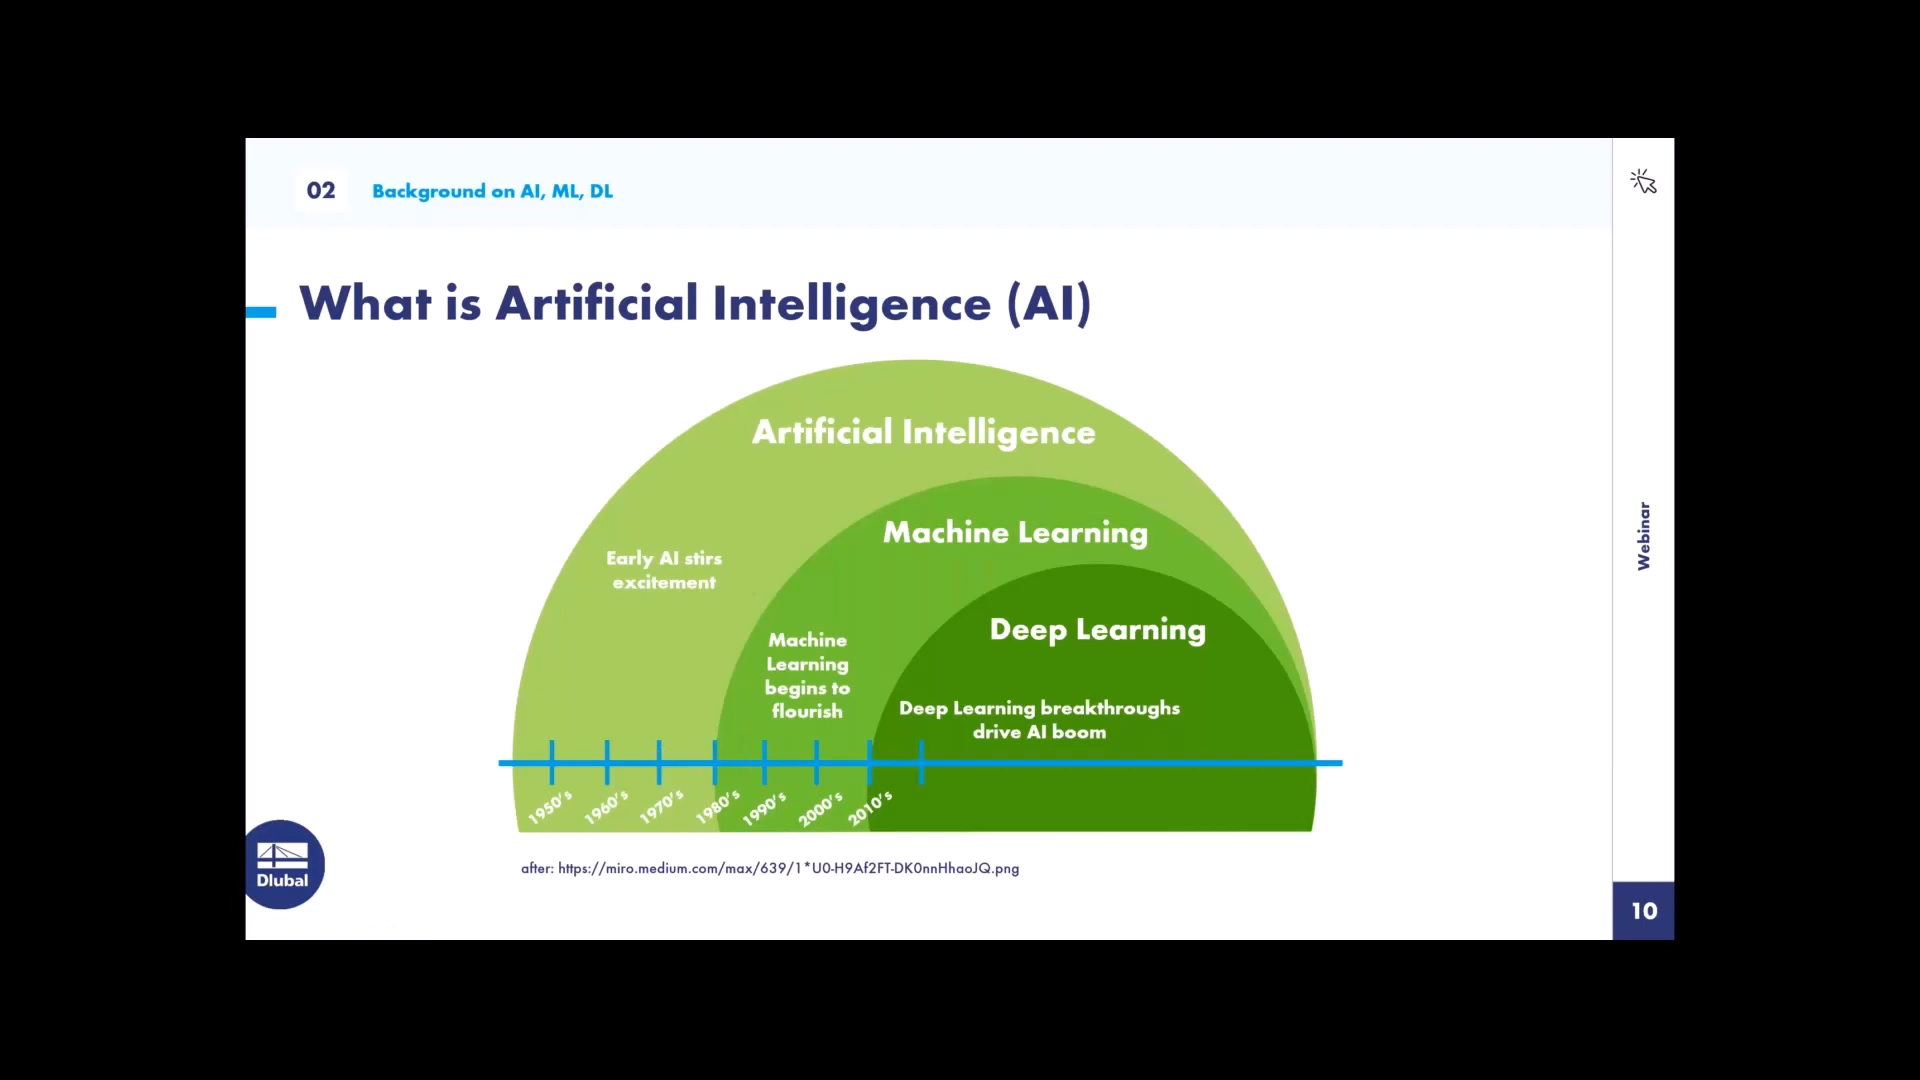 02
Background on AI, ML, DL
What is Artificial Intelligence (AI)
Artificial Intelligence
Machine Learning
Early AI stirs
excitement
Deep Learning
Machine
Learning
begins to
flourish
Deep Learning breakthroughs
drive AI boom
1950's
1960's
1970's
1980's
1990's
2000's
2010's
after: https://miro.medium.com/max/639/1*U0-H9Af2FT-DK0nnHhaoJQ.png
Dlubal
Webinar
10